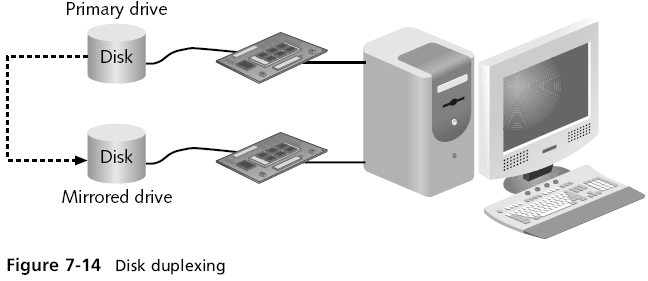 Primary drive
Disk
Disk
Mirrored drive
Figure 7-14 Disk duplexing